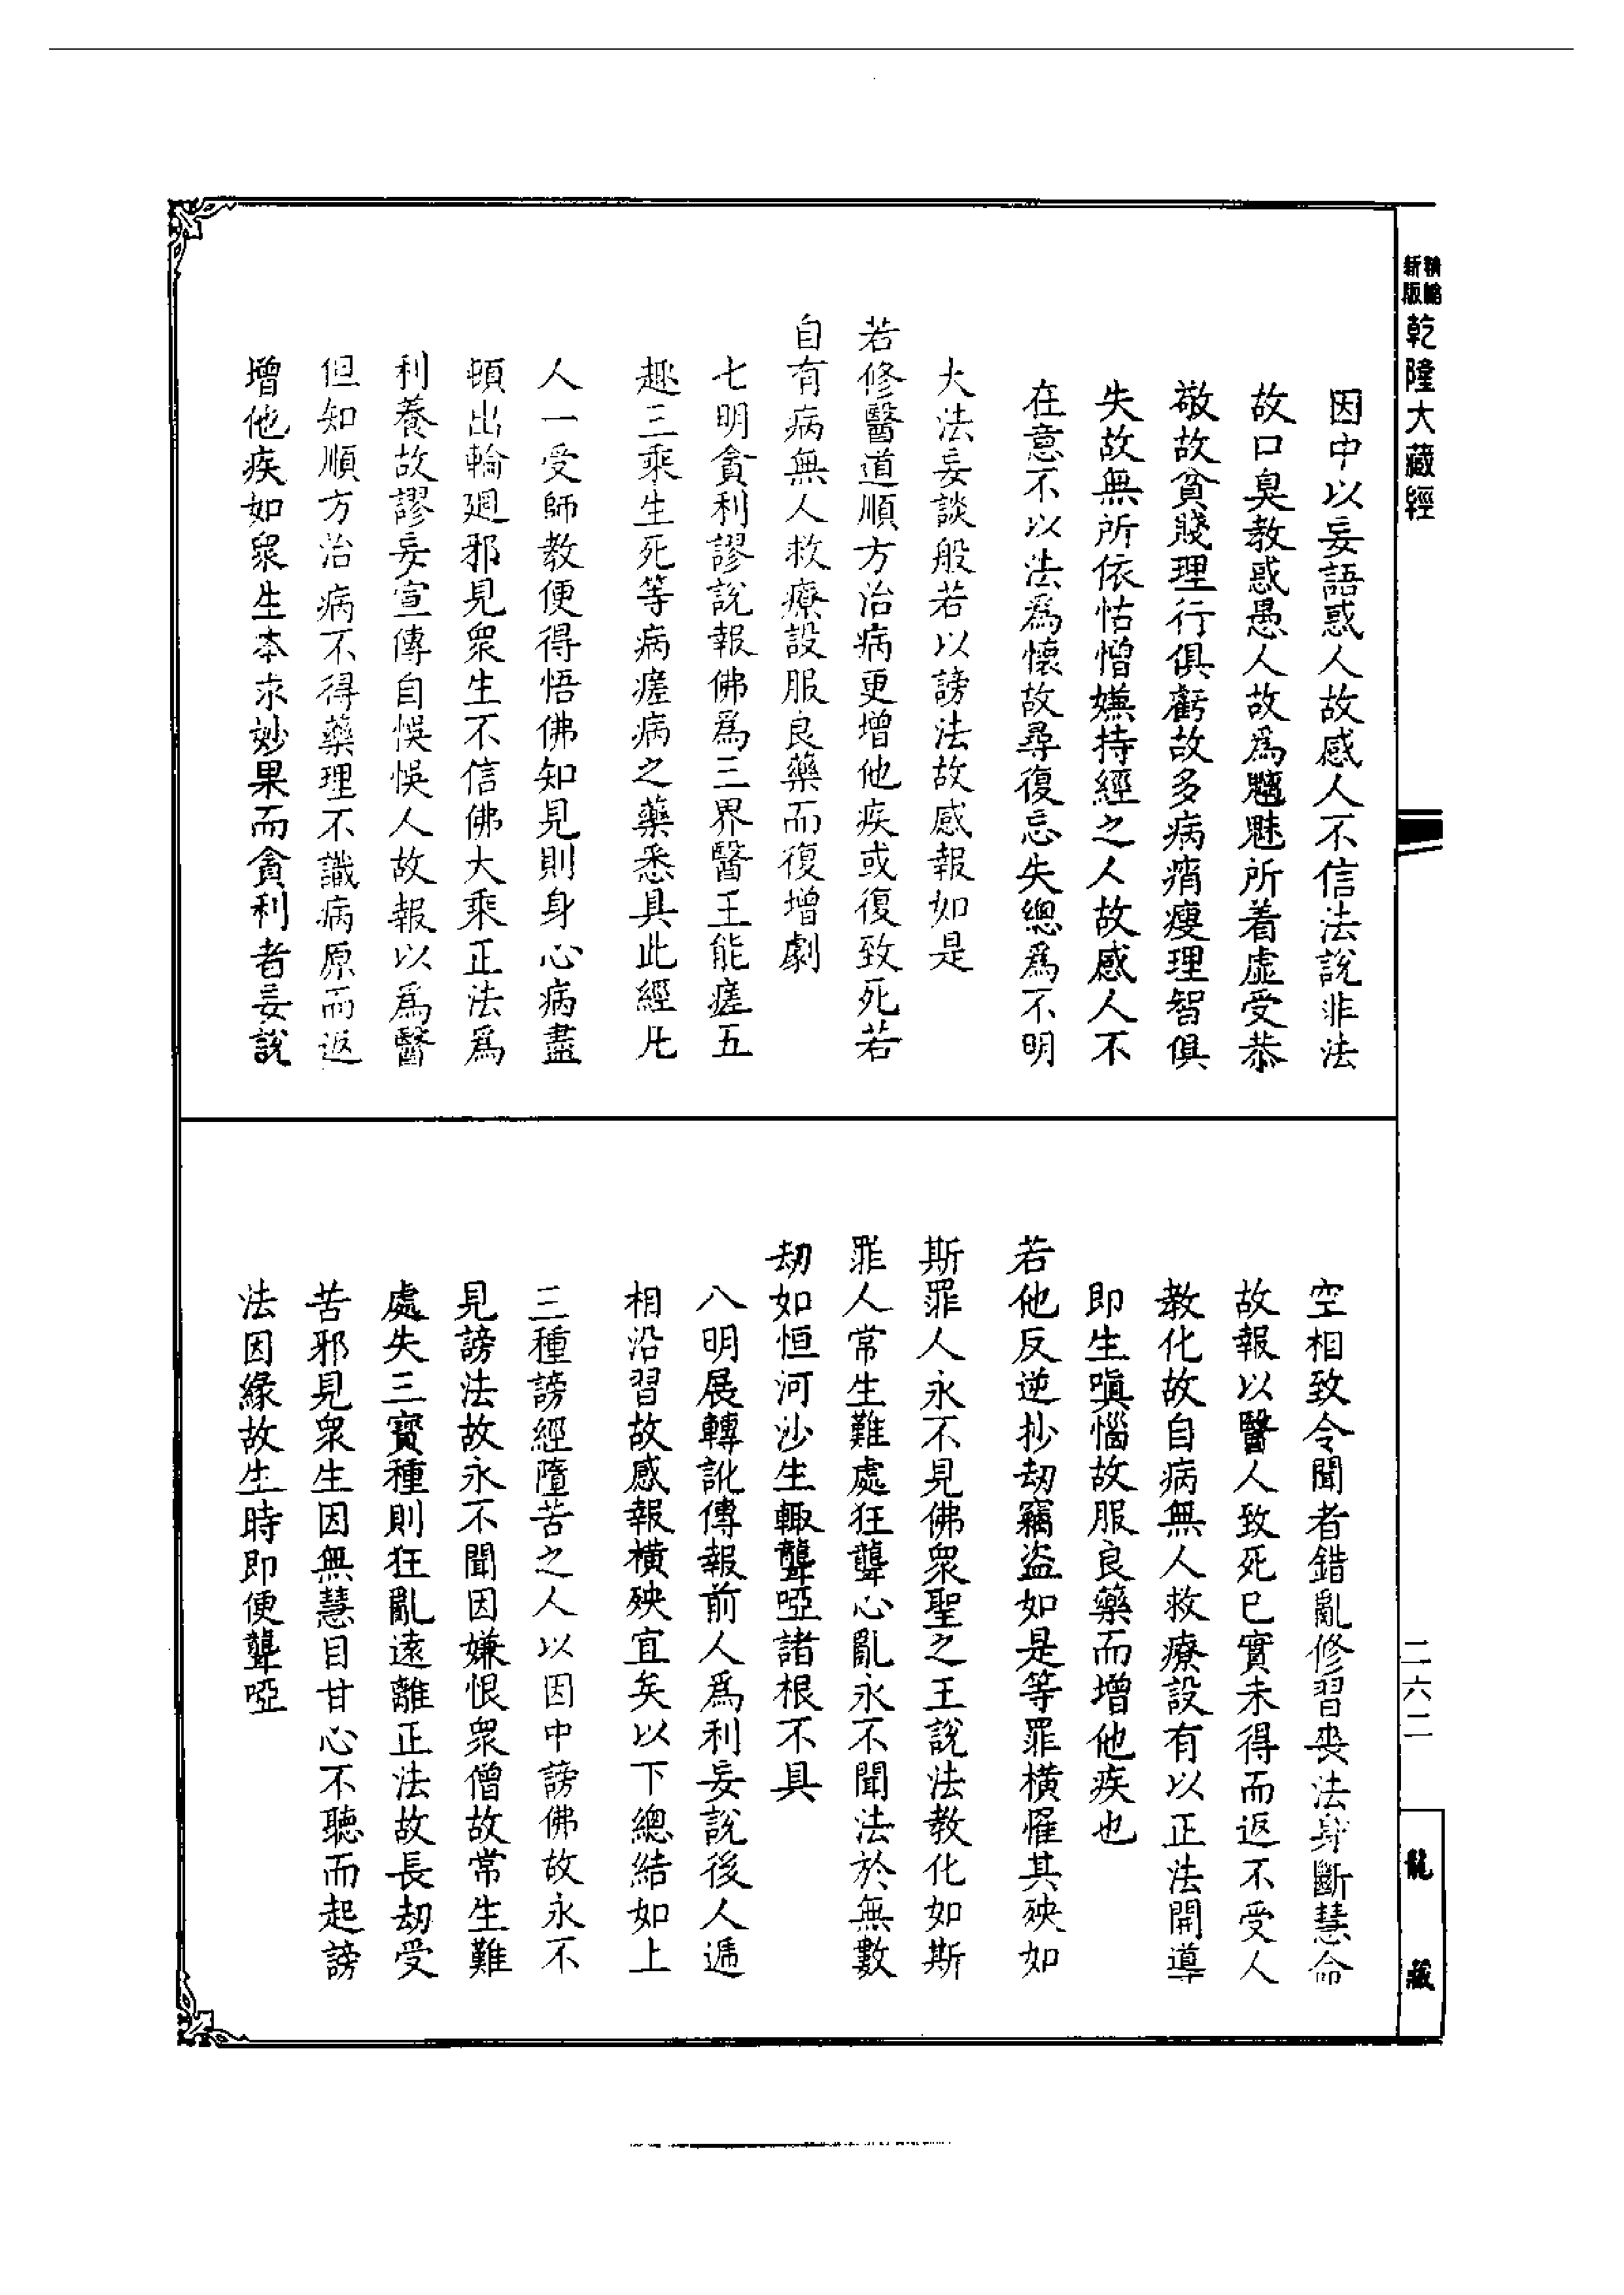 精縮
新版
乾隆大藏經
因中以妄語惑人故感人不信法說非法
故口臭教惑愚人故為魑魅所着虛受恭
敬故貧賤理行俱虧故多病痟瘦理智俱
失故無所依怙憎嫌持經之人故感人不
在意不以法為懷故尋復忘失總為不明
大法妄談般若以謗法故感報如是
若修醫道順方治病更增他疾或復致死若
自有病無人救療設服良藥而復增劇
七明貪利謬說報佛為三界醫王能瘥五
趣三乘生死等病瘥病之藥悉具此經凡
人一受師教便得悟佛知見則身心病盡
頓出輪廻邪見眾生不信佛大乘正法為
利養故謬妄宣傳自悞悞人故報以為醫
但知順方治病不得藥理不識病原而返
增他疾如眾生本求妙果而貪利者妄說
空相致令聞者錯亂修習喪法身斷慧命
故報以醫人致死已實未得而返不受人
教化故自病無人救療設有以正法開導
即生嗔惱故服良藥而增他疾也
若他反逆抄劫竊盜如是等罪橫罹其殃如
斯罪人永不見佛眾聖之王說法教化如斯
罪人常生難處狂聾心亂永不聞法於無數
劫如恒河沙生輒聾啞諸根不具
八明展轉訛傳報前人為利妄說後人遞
相沿習故感報橫殃宜矣以下總結如上
三種謗經墮苦之人以因中謗佛故永不
見謗法故永不聞因嫌恨眾僧故常生難
處失三寶種則狂亂遠離正法故長劫受
苦邪見眾生因無慧目甘心不聽而起謗
法因緣故生時即便聾啞
二六二
龍藏